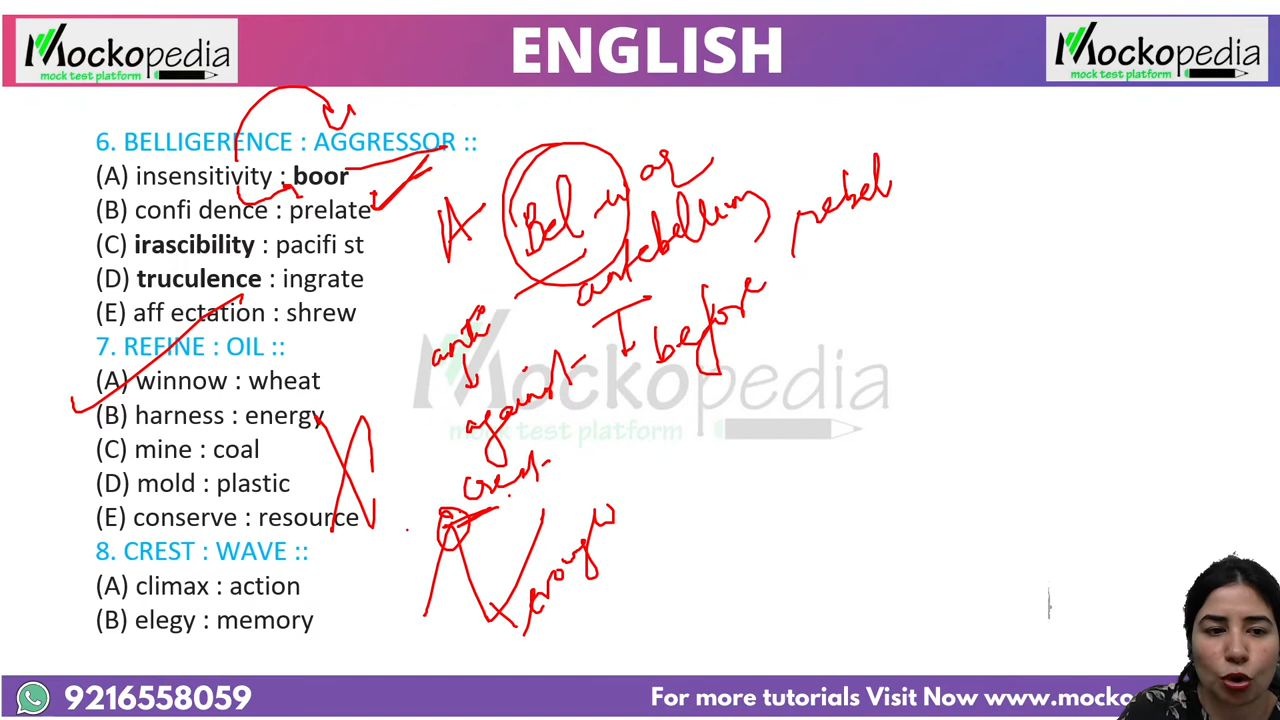 Mockopedia
mock test platform
ENGLISH
Mockopedia
mock test platform
6. BELLIGERENCE : AGGRESSOR ::
(A) insensitivity : boor
(B) confi dence : prelate
(C) irascibility : pacifi st
(D) truculence : ingrate
(E) aff ectation : shrew
7. REFINE : OIL ::
(A) winnow : wheat
(B) harness : energy
(C) mine : coal
(D) mold : plastic
(E) conserve : resource
8. CREST : WAVE ::
(A) climax : action
(B) elegy : memory
A
Bel
war
antebellum
rebel
anti
before
against
crest
Mockopedia
mock test platform
9216558059
For more tutorials Visit Now www.mocko